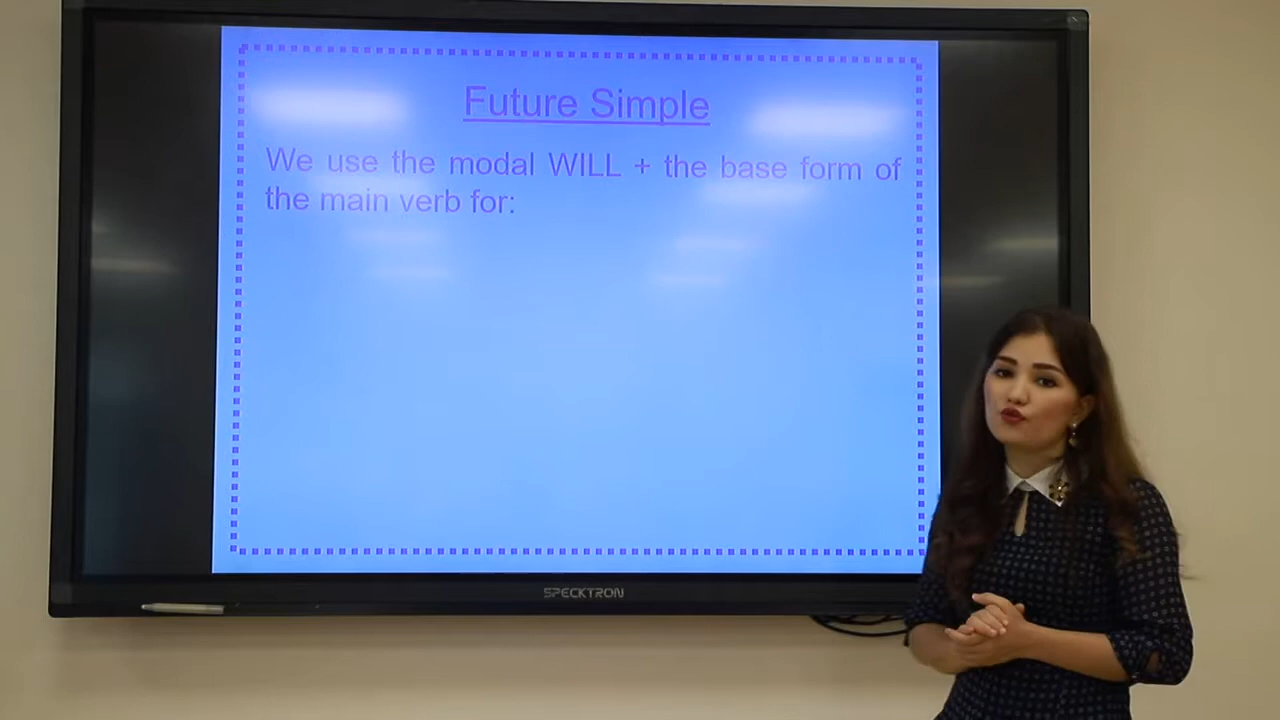 Future Simple
We use the modal WILL + the base form of
the main verb for:
SPECKTRON